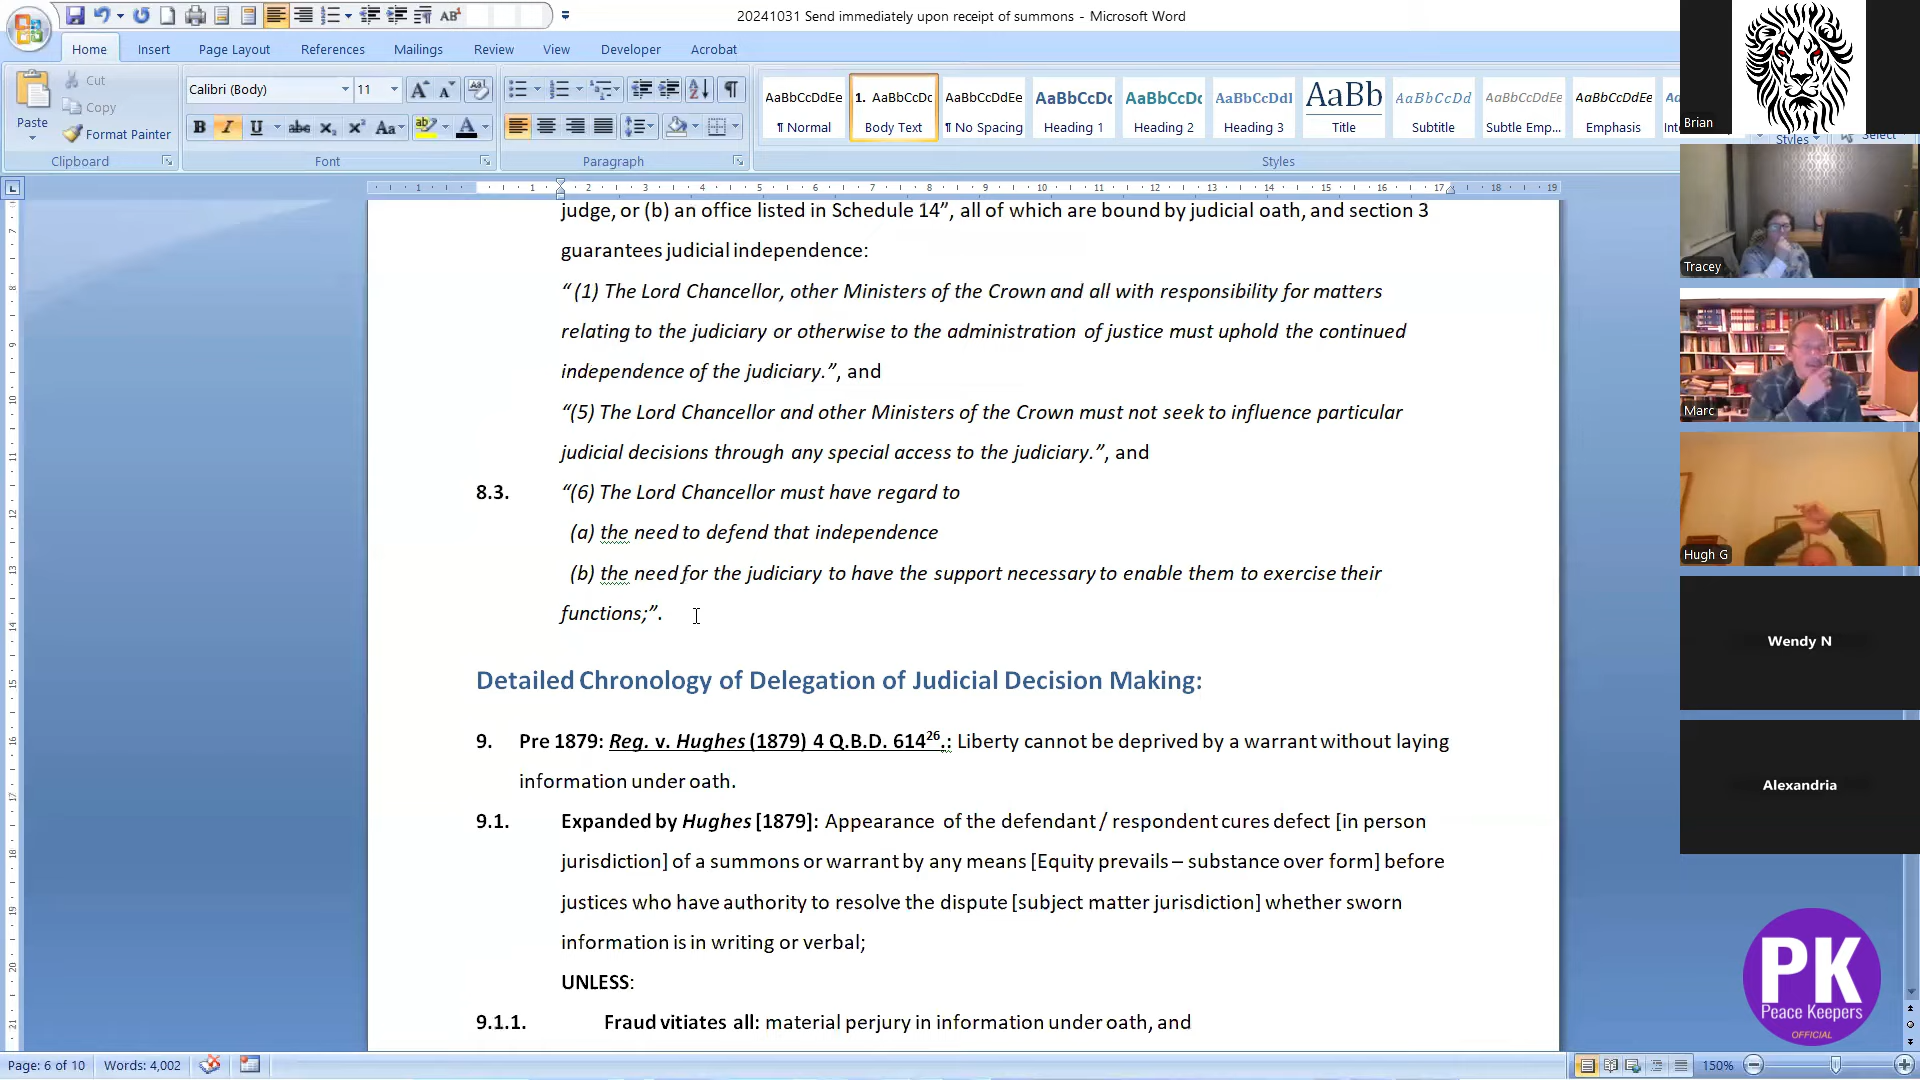 20241031 Send immediately upon receipt of summons - Microsoft Word
Home Insert Page Layout References Mailings Review View Developer Acrobat
Paste
Cut
Copy
Format Painter
Clipboard
Calibri (Body) 11
Font
Paragraph
AaBbCcDdEe
¶ Normal
1. AaBbCcDc
Body Text
AaBbCcDdEe
¶ No Spacing
AaBbCcDc
Heading 1
AaBbCcDc
Heading 2
AaBbCcDdI
Heading 3
AaBb
Title
AaBbCcDd
Subtitle
AaBbCcDdEe
Subtle Emp...
AaBbCcDdEe
Emphasis
Styles
Select
Styles
judge, or (b) an office listed in Schedule 14”, all of which are bound by judicial oath, and section 3
guarantees judicial independence:
“ (1) The Lord Chancellor, other Ministers of the Crown and all with responsibility for matters
relating to the judiciary or otherwise to the administration of justice must uphold the continued
independence of the judiciary.”, and
“(5) The Lord Chancellor and other Ministers of the Crown must not seek to influence particular
judicial decisions through any special access to the judiciary.”, and
8.3. “(6) The Lord Chancellor must have regard to
(a) the need to defend that independence
(b) the need for the judiciary to have the support necessary to enable them to exercise their
functions;”.
Detailed Chronology of Delegation of Judicial Decision Making:
9. Pre 1879: Reg. v. Hughes (1879) 4 Q.B.D. 614²⁶.: Liberty cannot be deprived by a warrant without laying
information under oath.
9.1. Expanded by Hughes [1879]: Appearance of the defendant / respondent cures defect [in person
jurisdiction] of a summons or warrant by any means [Equity prevails – substance over form] before
justices who have authority to resolve the dispute [subject matter jurisdiction] whether sworn
information is in writing or verbal;
UNLESS:
9.1.1. Fraud vitiates all: material perjury in information under oath, and
Page: 6 of 10 Words: 4,002
150%
Brian
Tracey
Marc
Hugh G
Wendy N
Alexandria
PK
Peace Keepers
OFFICIAL